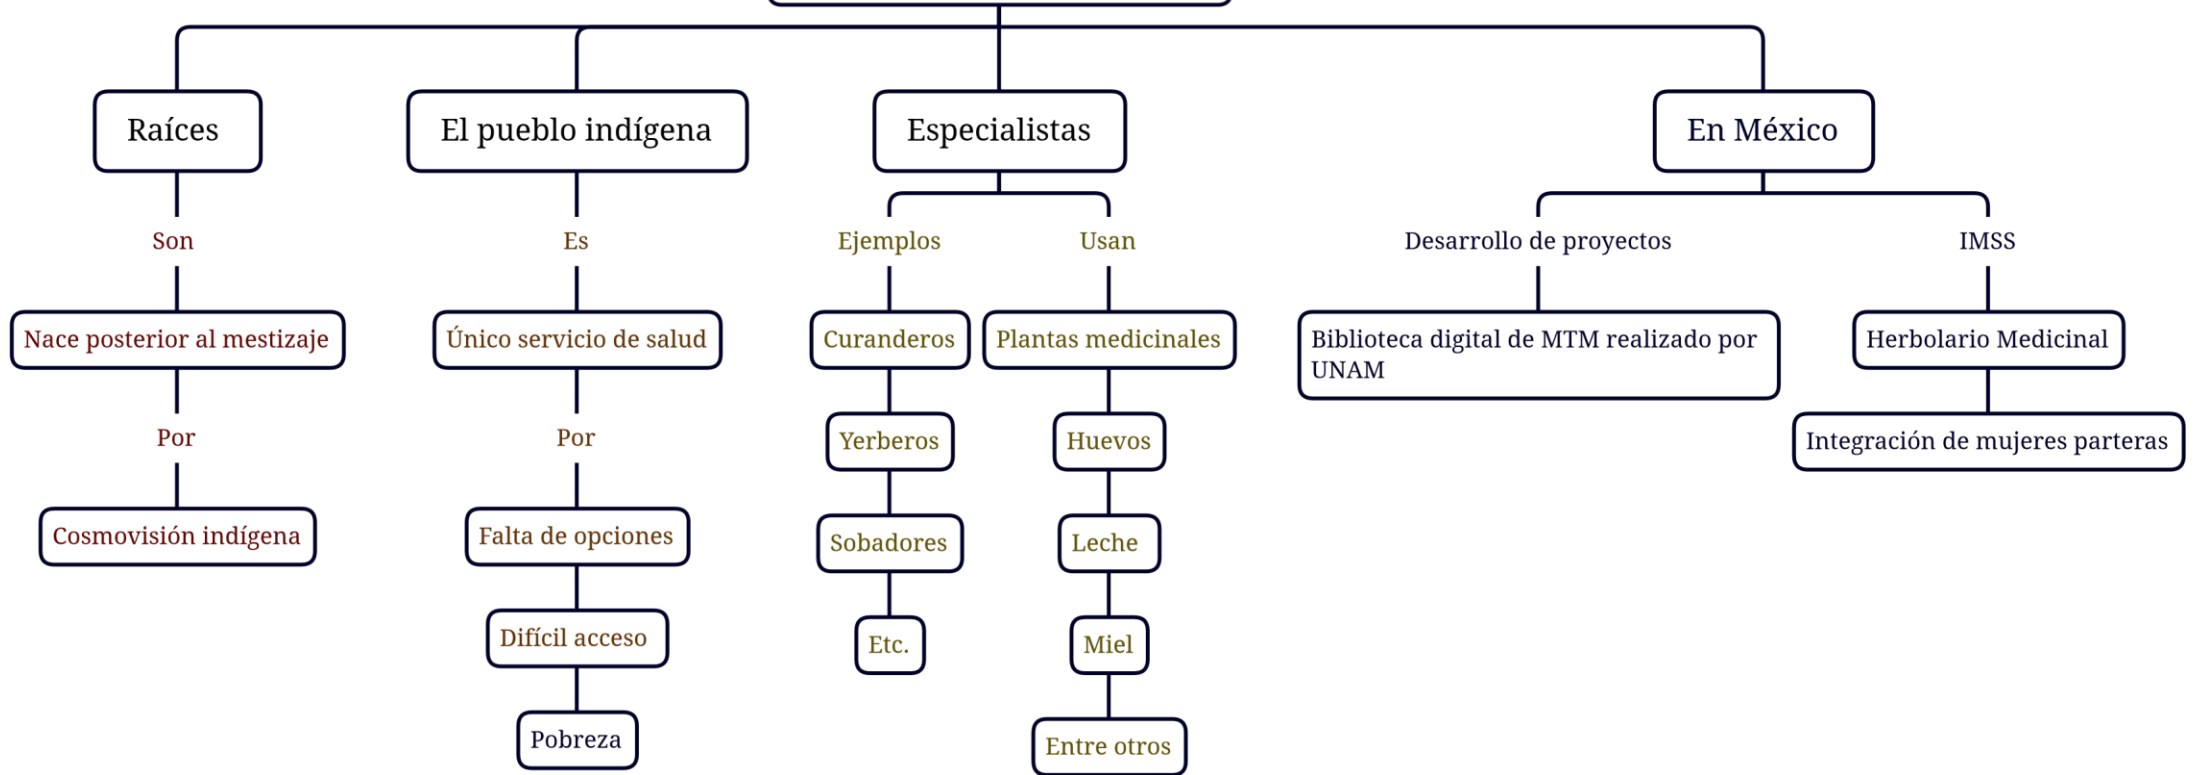 Raíces
El pueblo indígena
Especialistas
En México
Son
Es
Ejemplos
Usan
Desarrollo de proyectos
IMSS
Nace posterior al mestizaje
Único servicio de salud
Curanderos
Plantas medicinales
Biblioteca digital de MTM realizado por
UNAM
Herbolario Medicinal
Por
Por
Yerberos
Huevos
Integración de mujeres parteras
Cosmovisión indígena
Falta de opciones
Sobadores
Leche
Difícil acceso
Etc.
Miel
Pobreza
Entre otros